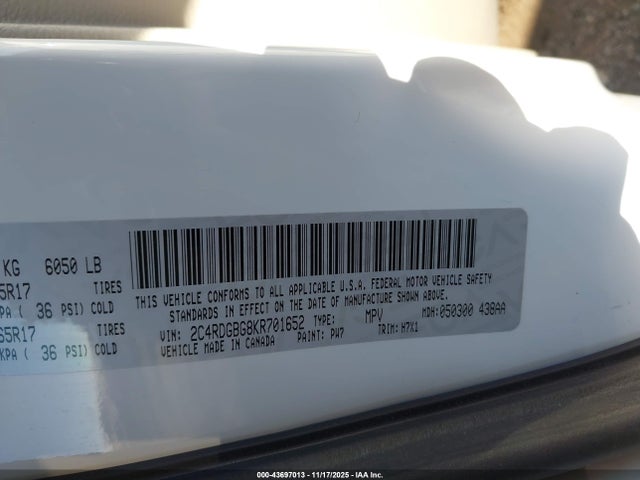 KG 6050 LB
5R17 TIRES
KPA ( 36 PSI) COLD
5R17 TIRES
KPA ( 36 PSI) COLD
THIS VEHICLE CONFORMS TO ALL APPLICABLE U.S.A. FEDERAL MOTOR VEHICLE SAFETY
STANDARDS IN EFFECT ON THE DATE OF MANUFACTURE SHOWN ABOVE.
VIN: 2C4RDGBG8KR701652 TYPE: MPV MDH: 050300 438AA
VEHICLE MADE IN CANADA PAINT: PW7 TRIM: H7X1
000-43697013 — 11/17/2025 — IAA Inc.